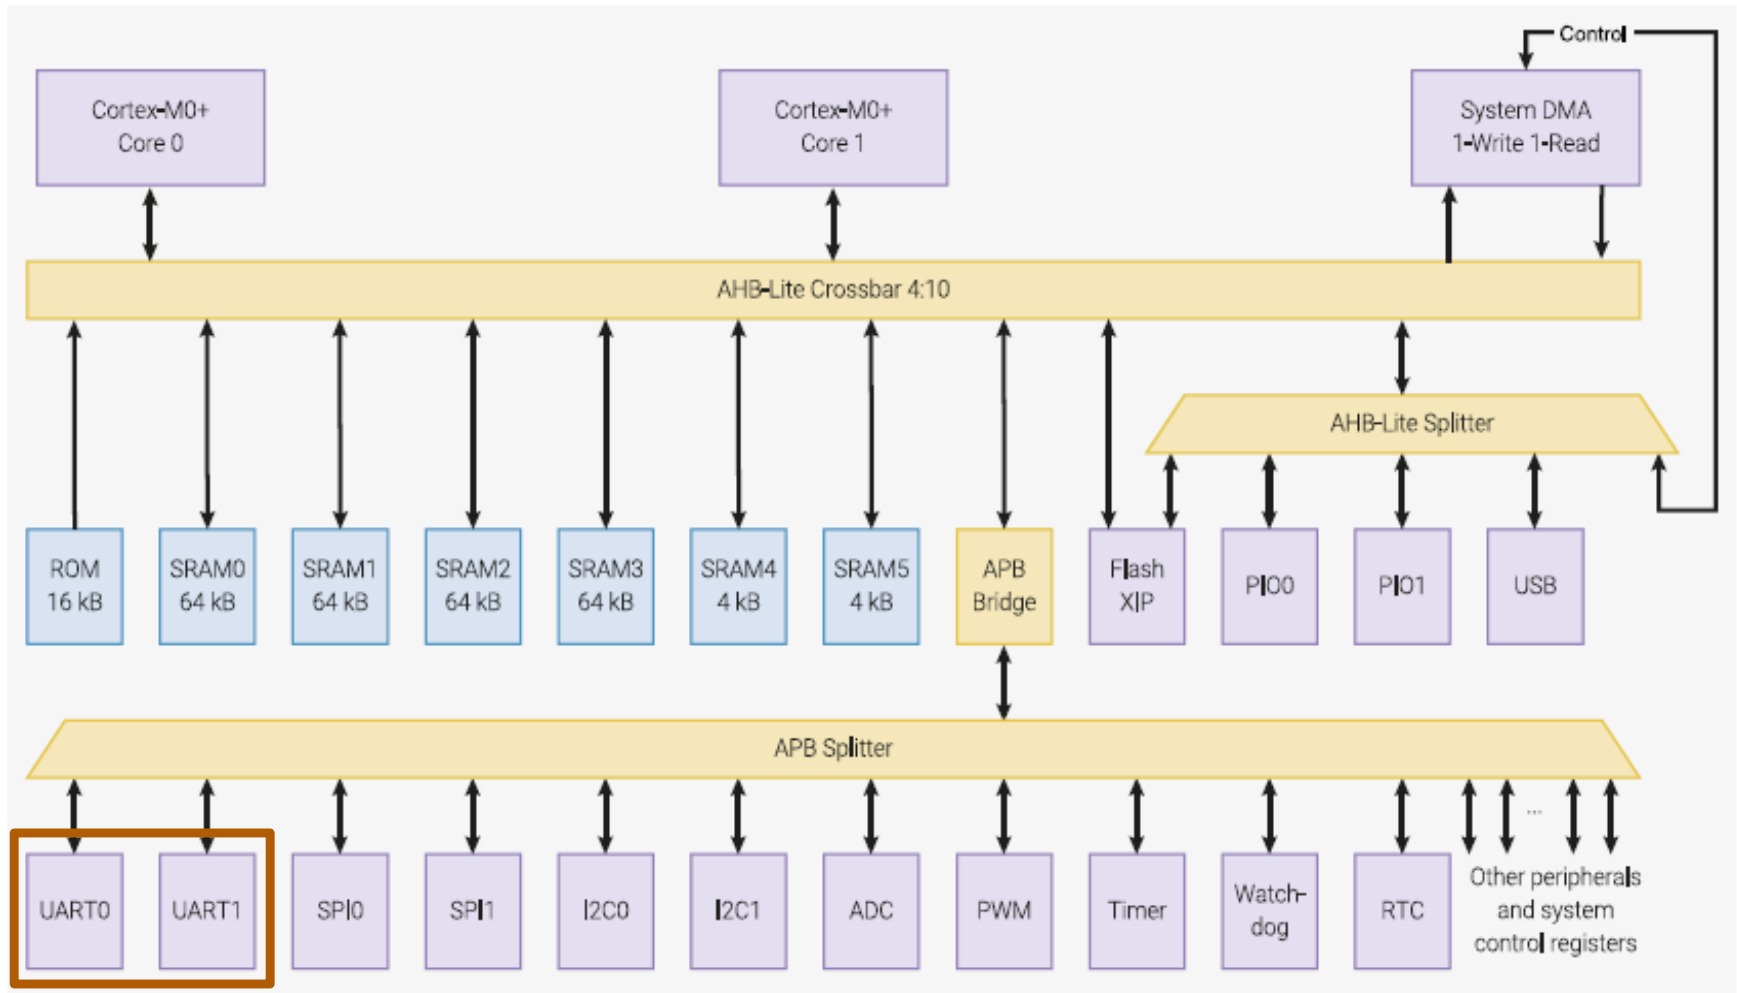 Control
Cortex-M0+
Core 0
Cortex-M0+
Core 1
System DMA
1-Write 1-Read
AHB-Lite Crossbar 4:10
AHB-Lite Splitter
ROM
16 kB
SRAM0
64 kB
SRAM1
64 kB
SRAM2
64 kB
SRAM3
64 kB
SRAM4
4 kB
SRAM5
4 kB
APB
Bridge
Flash
XIP
PIO0
PIO1
USB
APB Splitter
...
UART0
UART1
SPI0
SPI1
I2C0
I2C1
ADC
PWM
Timer
Watch-
dog
RTC
Other peripherals
and system
control registers